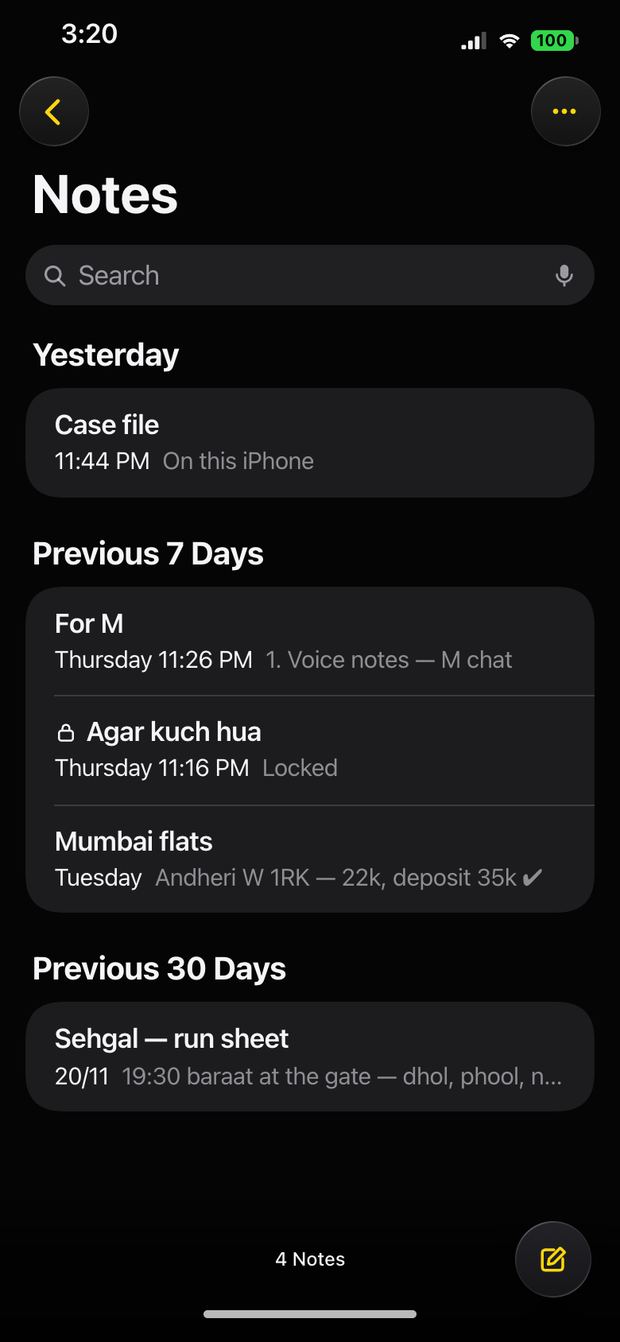 3:20
100
Notes
Search
Yesterday
Case file
11:44 PM On this iPhone
Previous 7 Days
For M
Thursday 11:26 PM 1. Voice notes — M chat
Agar kuch hua
Thursday 11:16 PM Locked
Mumbai flats
Tuesday Andheri W 1RK — 22k, deposit 35k ✔
Previous 30 Days
Sehgal — run sheet
20/11 19:30 baraat at the gate — dhol, phool, n...
4 Notes